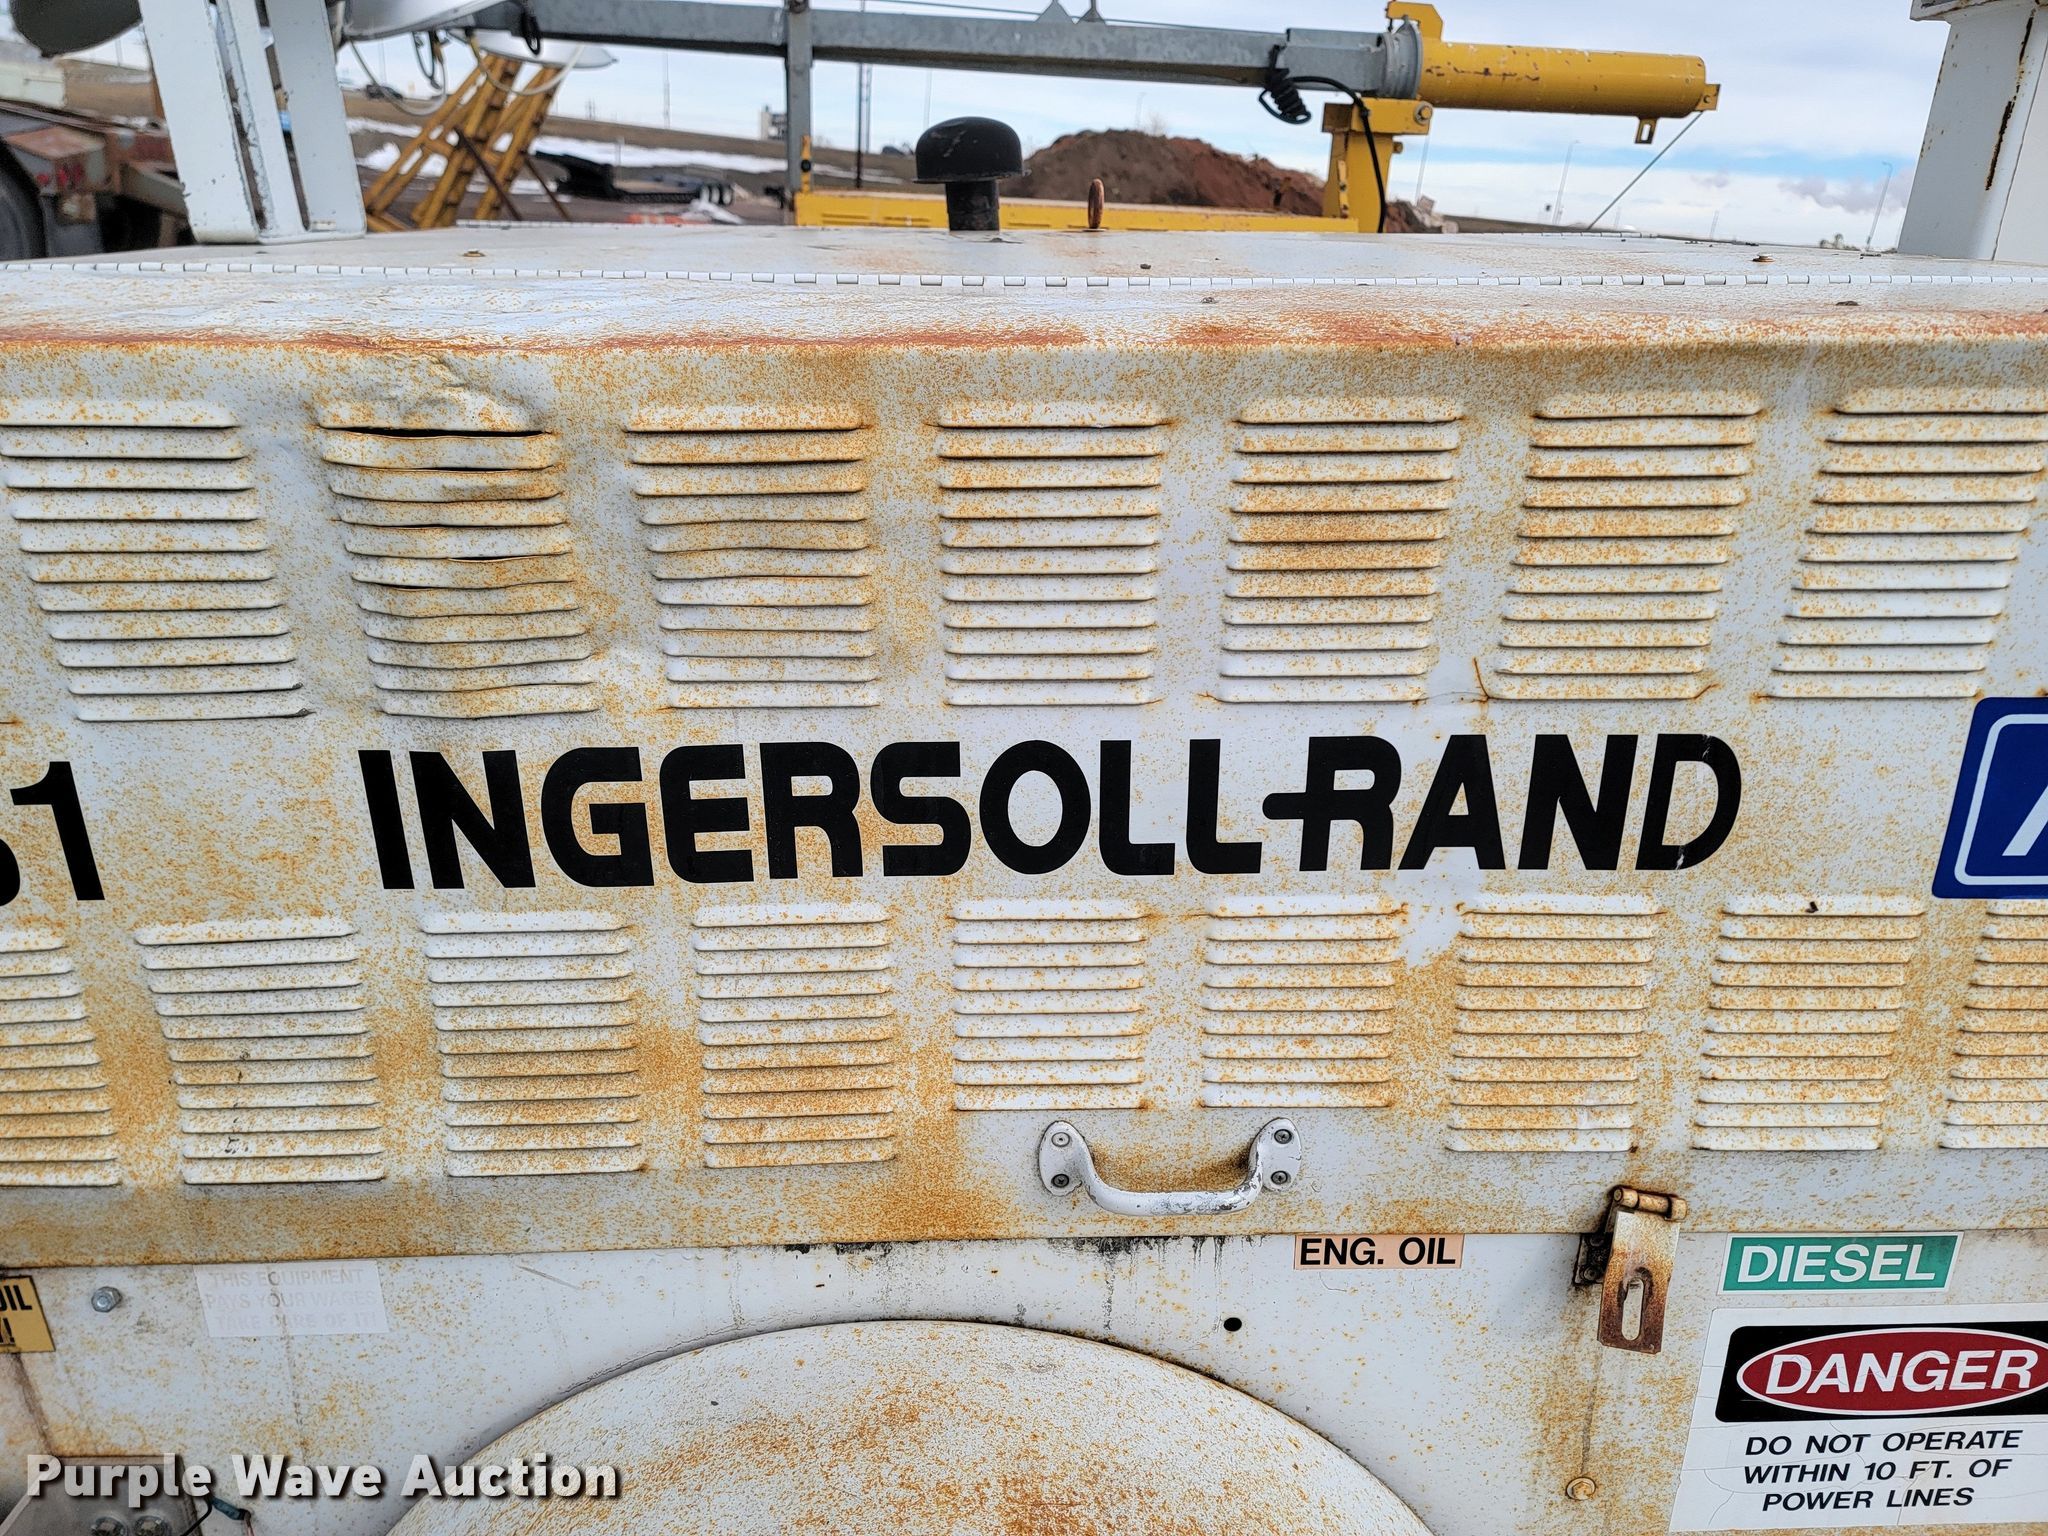 INGERSOLL-RAND
51
ENG. OIL
DIESEL
OIL
THIS EQUIPMENT
PAYS YOUR WAGES
TAKE CARE OF IT!
DANGER
DO NOT OPERATE
WITHIN 10 FT. OF
POWER LINES
Purple Wave Auction